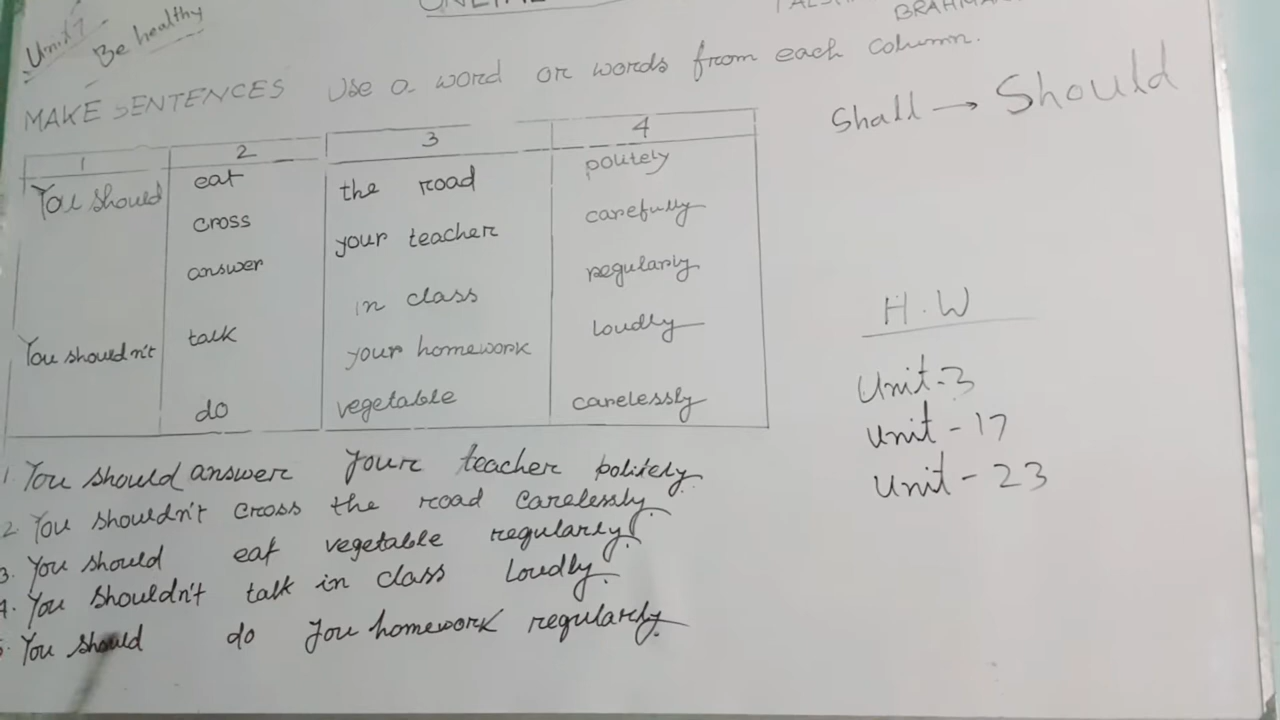 Unit 7
Be healthy
MAKE SENTENCES Use a word or words from each column.
1 2 3 4
You should eat the road politely
cross your teacher carefully
answer in class regularly
You shouldn't talk your homework loudly
do vegetable carelessly
1. You should answer your teacher politely.
2. You shouldn't cross the road carelessly.
3. You should eat vegetable regularly.
4. You shouldn't talk in class loudly.
5. You should do you homework regularly.
Shall → Should
H.W
Unit-3
Unit-17
Unit-23